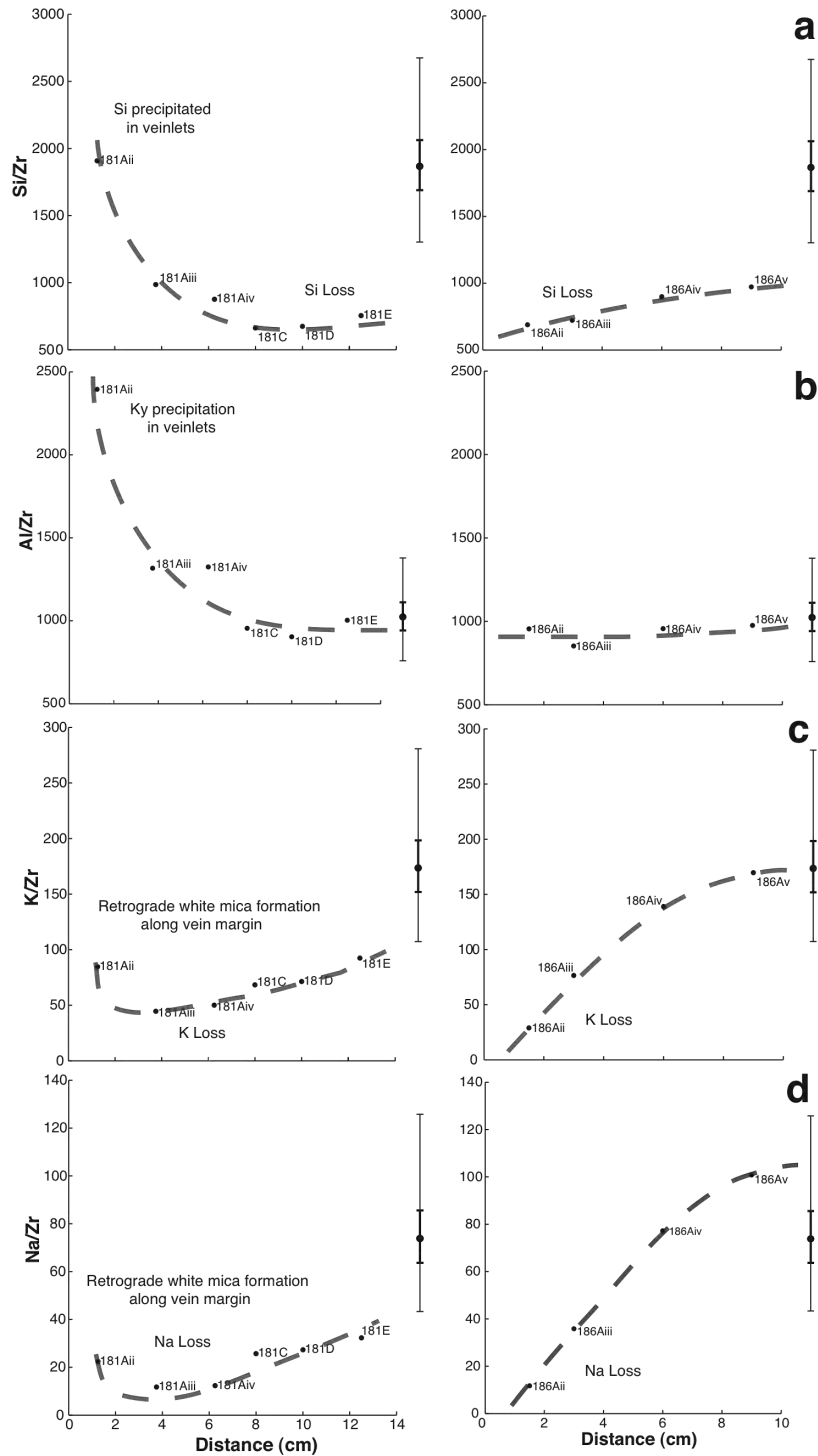 a
3000
2500
2000
1500
1000
500
Si/Zr
Si precipitated
in veinlets
181Aii
181Aiii
181Aiv
181C
181D
181E
Si Loss
3000
2500
2000
1500
1000
500
Si Loss
186Aii
186Aiii
186Aiv
186Av
b
2500
2000
1500
1000
500
Al/Zr
181Aii
Ky precipitation
in veinlets
181Aiii
181Aiv
181C
181D
181E
2500
2000
1500
1000
500
186Aii
186Aiii
186Aiv
186Av
c
300
250
200
150
100
50
0
K/Zr
Retrograde white mica formation
along vein margin
181Aii
181Aiii
181Aiv
181C
181D
181E
K Loss
300
250
200
150
100
50
0
186Aii
186Aiii
186Aiv
186Av
K Loss
d
140
120
100
80
60
40
20
0
Na/Zr
Retrograde white mica formation
along vein margin
Na Loss
181Aii
181Aiii
181Aiv
181C
181D
181E
0 2 4 6 8 10 12 14
Distance (cm)
140
120
100
80
60
40
20
0
186Aii
186Aiii
186Aiv
186Av
Na Loss
0 2 4 6 8 10
Distance (cm)